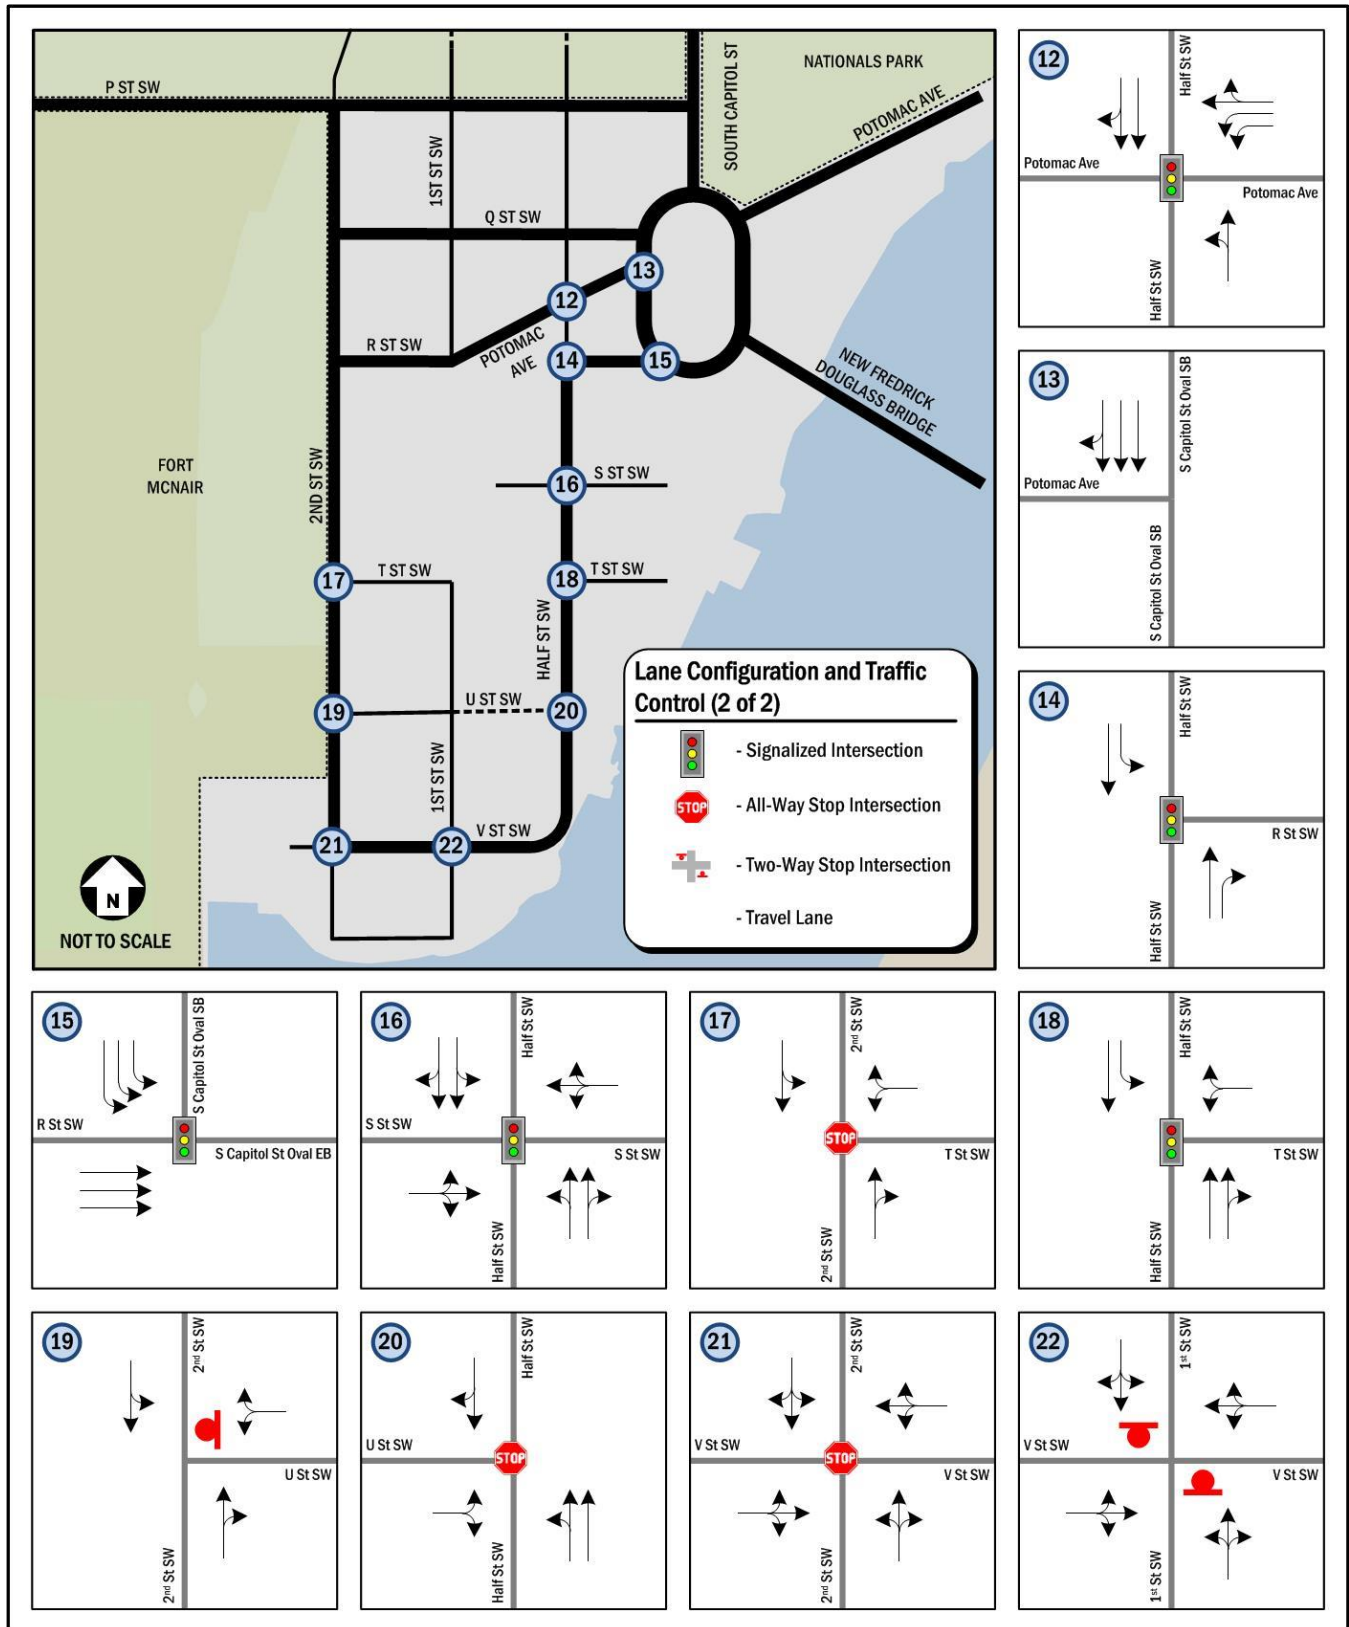 P ST SW
NATIONALS PARK
SOUTH CAPITOL ST
POTOMAC AVE
1ST ST SW
Q ST SW
13
12
R ST SW
POTOMAC
AVE
14
15
NEW FREDRICK
DOUGLASS BRIDGE
FORT
MCNAIR
2ND ST SW
16
S ST SW
17
T ST SW
18
T ST SW
HALF ST SW
19
U ST SW
20
1ST ST SW
V ST SW
21
22
N
NOT TO SCALE
Lane Configuration and Traffic
Control (2 of 2)
- Signalized Intersection
STOP
- All-Way Stop Intersection
- Two-Way Stop Intersection
- Travel Lane
12
Half St SW
Potomac Ave
Potomac Ave
Half St SW
13
S Capitol St Oval SB
Potomac Ave
S Capitol St Oval SB
14
Half St SW
R St SW
Half St SW
15
S Capitol St Oval SB
R St SW
S Capitol St Oval EB
16
Half St SW
S St SW
S St SW
Half St SW
17
2nd St SW
STOP
T St SW
2nd St SW
18
Half St SW
T St SW
Half St SW
19
2nd St SW
U St SW
2nd St SW
20
Half St SW
U St SW
STOP
Half St SW
21
2nd St SW
V St SW
STOP
V St SW
2nd St SW
22
1st St SW
V St SW
V St SW
1st St SW